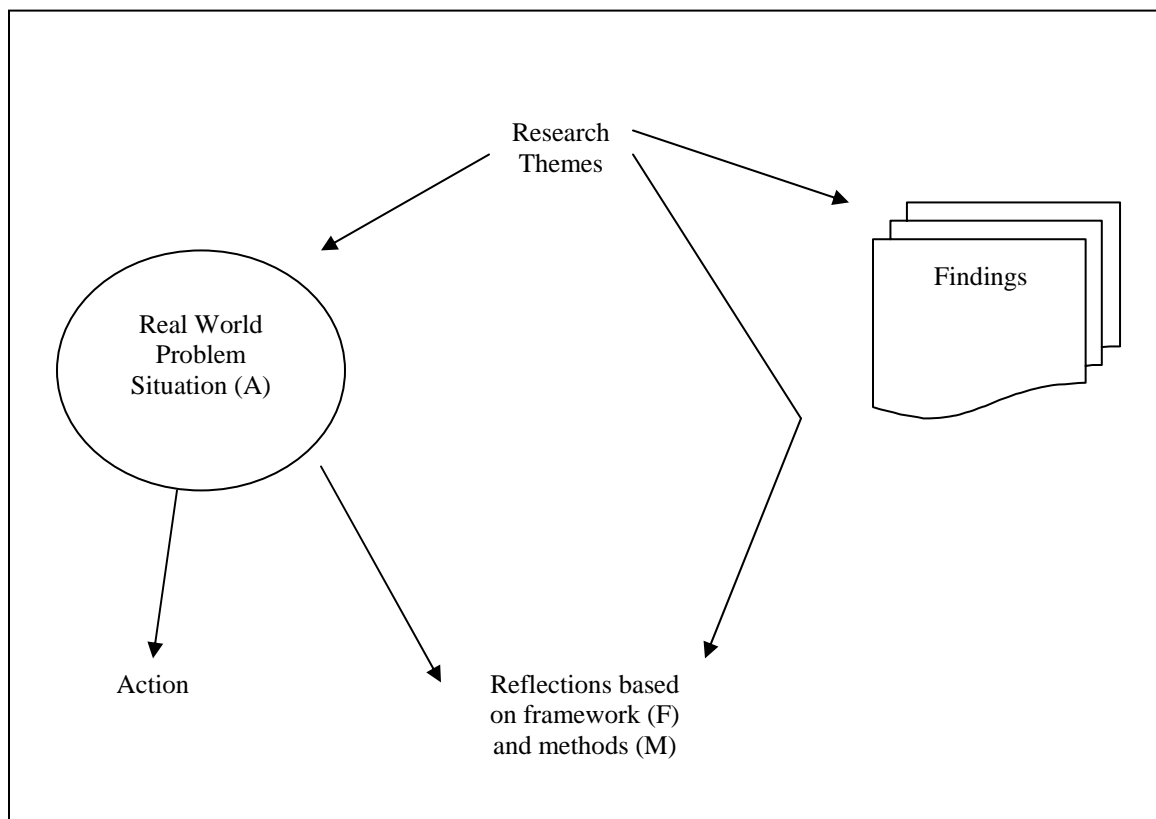 Research
Themes
Findings
Real World
Problem
Situation (A)
Action
Reflections based
on framework (F)
and methods (M)